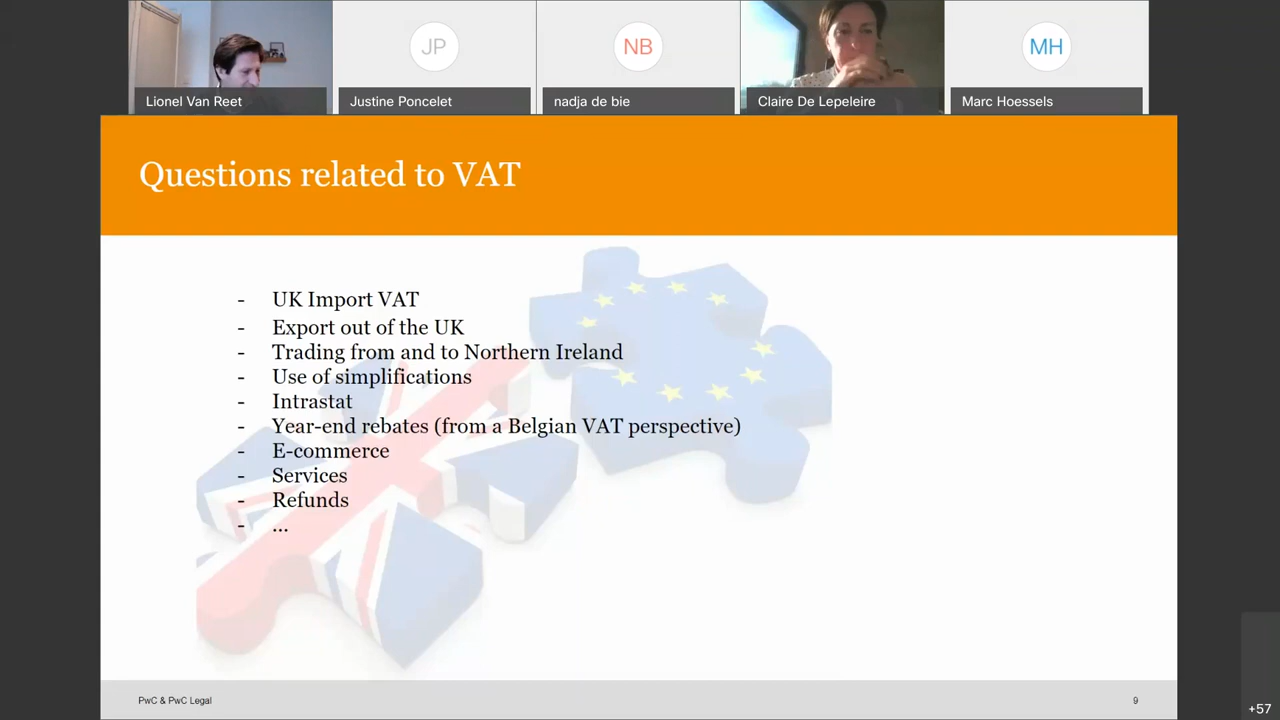 JP
NB
MH
Lionel Van Reet
Justine Poncelet
nadja de bie
Claire De Lepeleire
Marc Hoessels
Questions related to VAT
- UK Import VAT
- Export out of the UK
- Trading from and to Northern Ireland
- Use of simplifications
- Intrastat
- Year-end rebates (from a Belgian VAT perspective)
- E-commerce
- Services
- Refunds
- ...
PwC & PwC Legal
9
+57